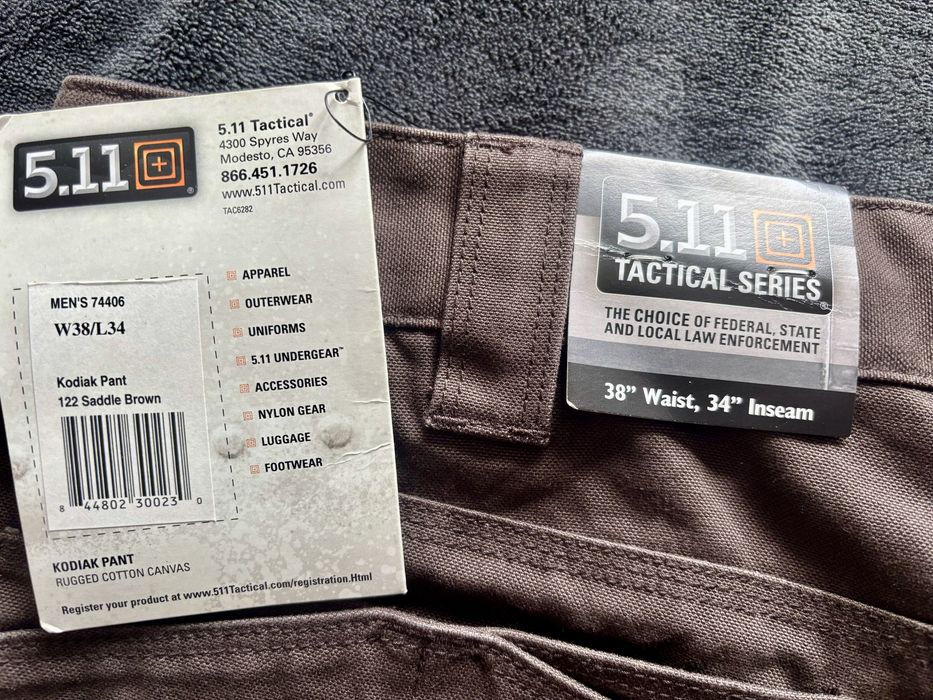 5.11
®
5.11 Tactical®
4300 Spyres Way
Modesto, CA 95356
866.451.1726
www.511Tactical.com
TAC6282
APPAREL
OUTERWEAR
UNIFORMS
5.11 UNDERGEAR™
ACCESSORIES
NYLON GEAR
LUGGAGE
FOOTWEAR
MEN'S 74406
W38/L34
Kodiak Pant
122 Saddle Brown
8 44802 30023 0
KODIAK PANT
RUGGED COTTON CANVAS
Register your product at www.511Tactical.com/registration.Html
5.11
TACTICAL SERIES®
THE CHOICE OF FEDERAL, STATE
AND LOCAL LAW ENFORCEMENT
38” Waist, 34” Inseam